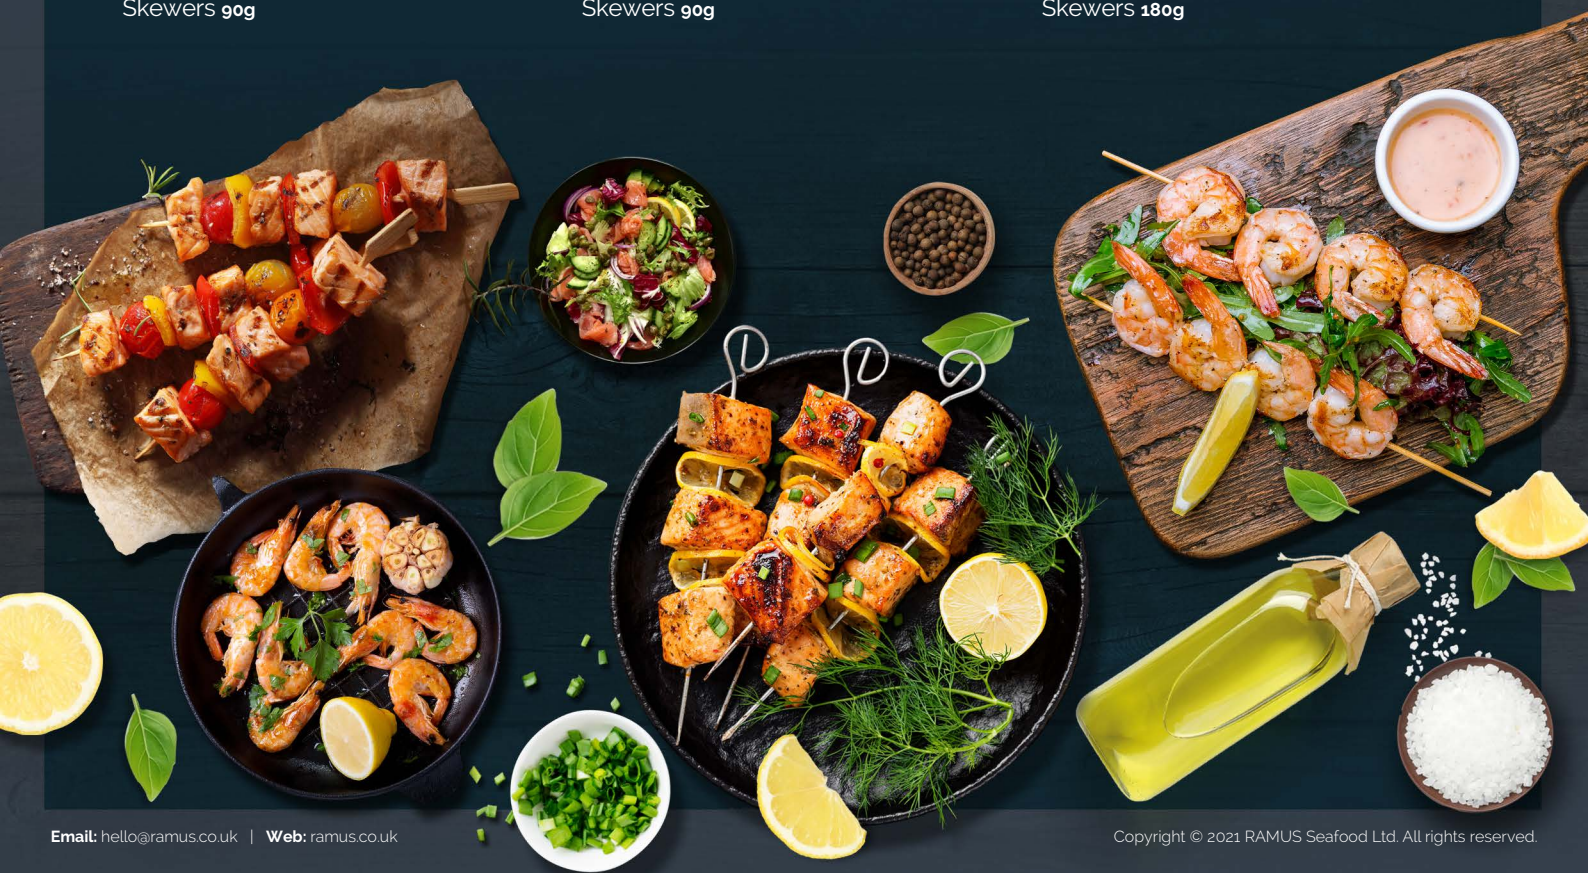 Skewers 90g
Skewers 90g
Skewers 180g
Email: hello@ramus.co.uk | Web: ramus.co.uk
Copyright © 2021 RAMUS Seafood Ltd. All rights reserved.